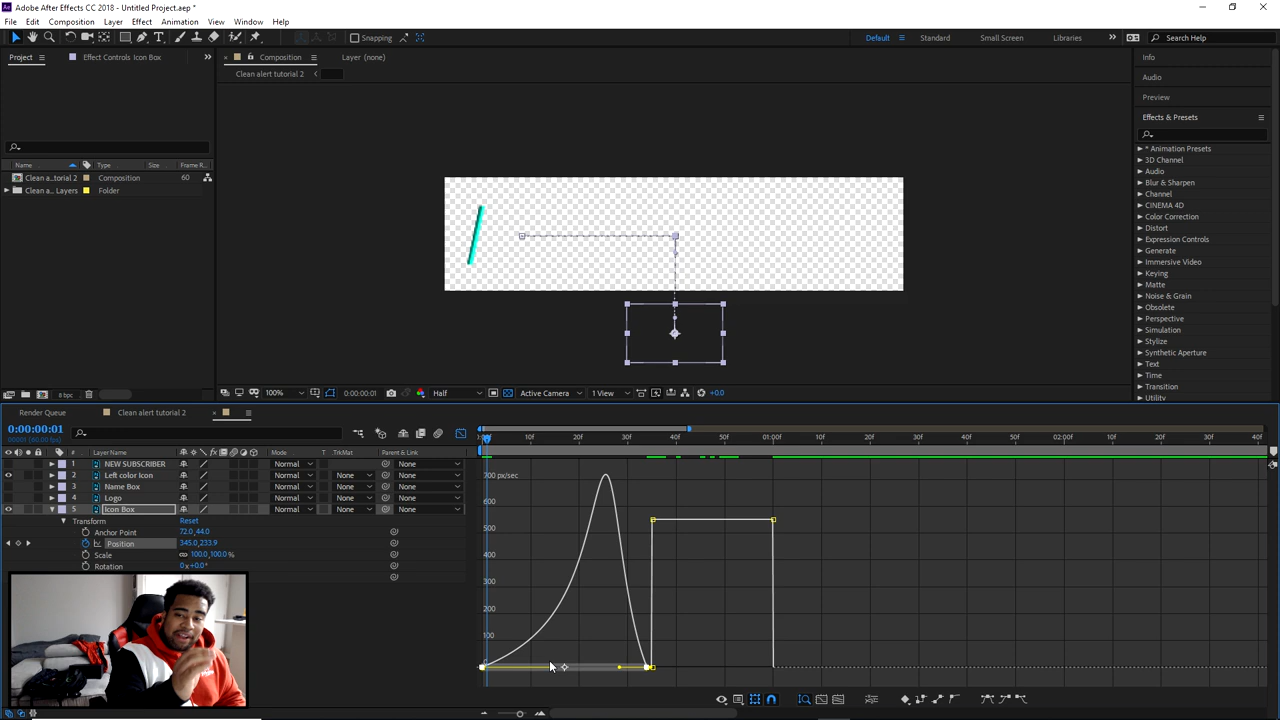 Adobe After Effects CC 2018 - Untitled Project.aep *
File Edit Composition Layer Effect Animation View Window Help
Snapping Default Standard Small Screen Libraries Search Help
Project Effect Controls Icon Box Composition Layer (none) Info
Clean alert tutorial 2
Audio
Preview
Effects & Presets
Name Type Size Frame R...
Clean a...torial 2 Composition 60
Clean a... Layers Folder
* Animation Presets
3D Channel
Audio
Blur & Sharpen
Channel
CINEMA 4D
Color Correction
Distort
Expression Controls
Generate
Immersive Video
Keying
Matte
Noise & Grain
Obsolete
Perspective
Simulation
Stylize
Synthetic Aperture
Text
Time
Transition
Utility
8 bpc 100% 0:00:00:01 Half Active Camera 1 View +0.0
Render Queue Clean alert tutorial 2
0:00:00:01
00001 (60.00 fps)
10f 20f 30f 40f 50f 01:00f 10f 20f 30f 40f 50f 02:00f 10f 20f 30f 40f
# Layer Name Mode T TrkMat Parent & Link
1 NEW SUBSCRIBER Normal None
2 Left color Icon Normal None None
3 Name Box Normal None None
4 Logo Normal None None
5 Icon Box Normal None None
Transform Reset
Anchor Point 72.0,44.0
Position 345.0,233.9
Scale 100.0,100.0%
Rotation 0x+0.0°
700 px/sec
600
500
400
300
200
100